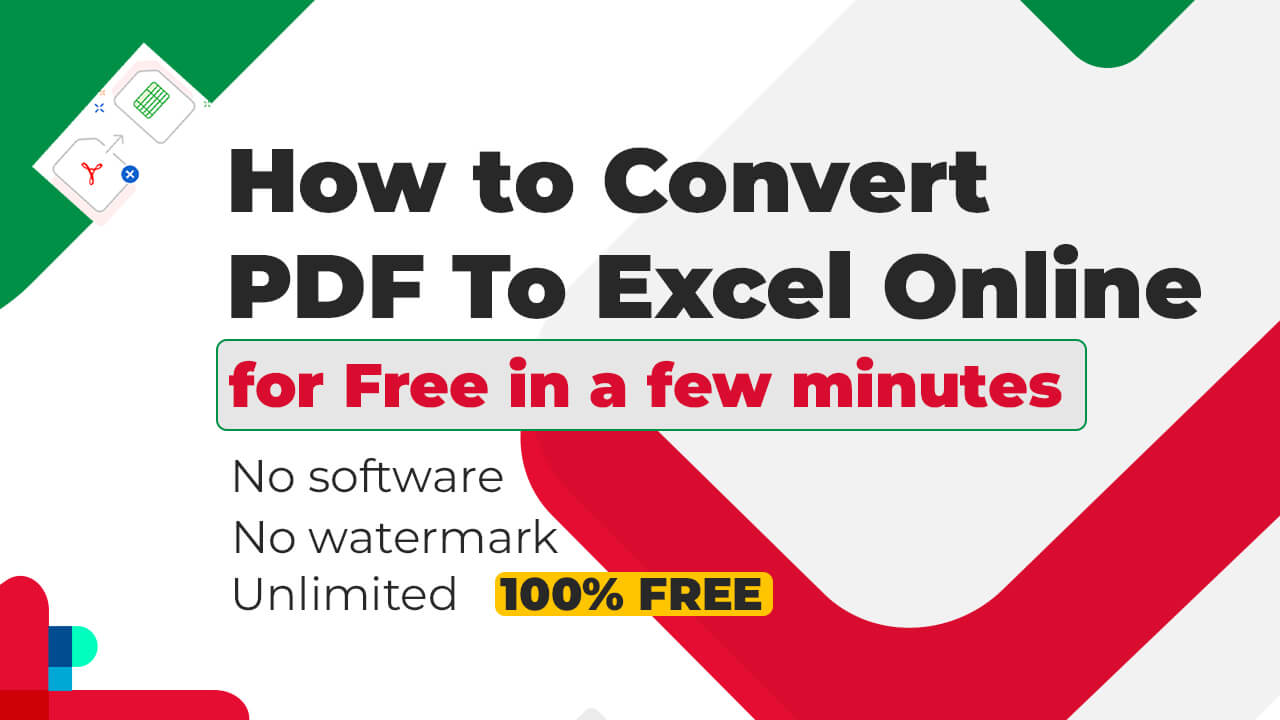 How to Convert
PDF To Excel Online
for Free in a few minutes
No software
No watermark
Unlimited 100% FREE